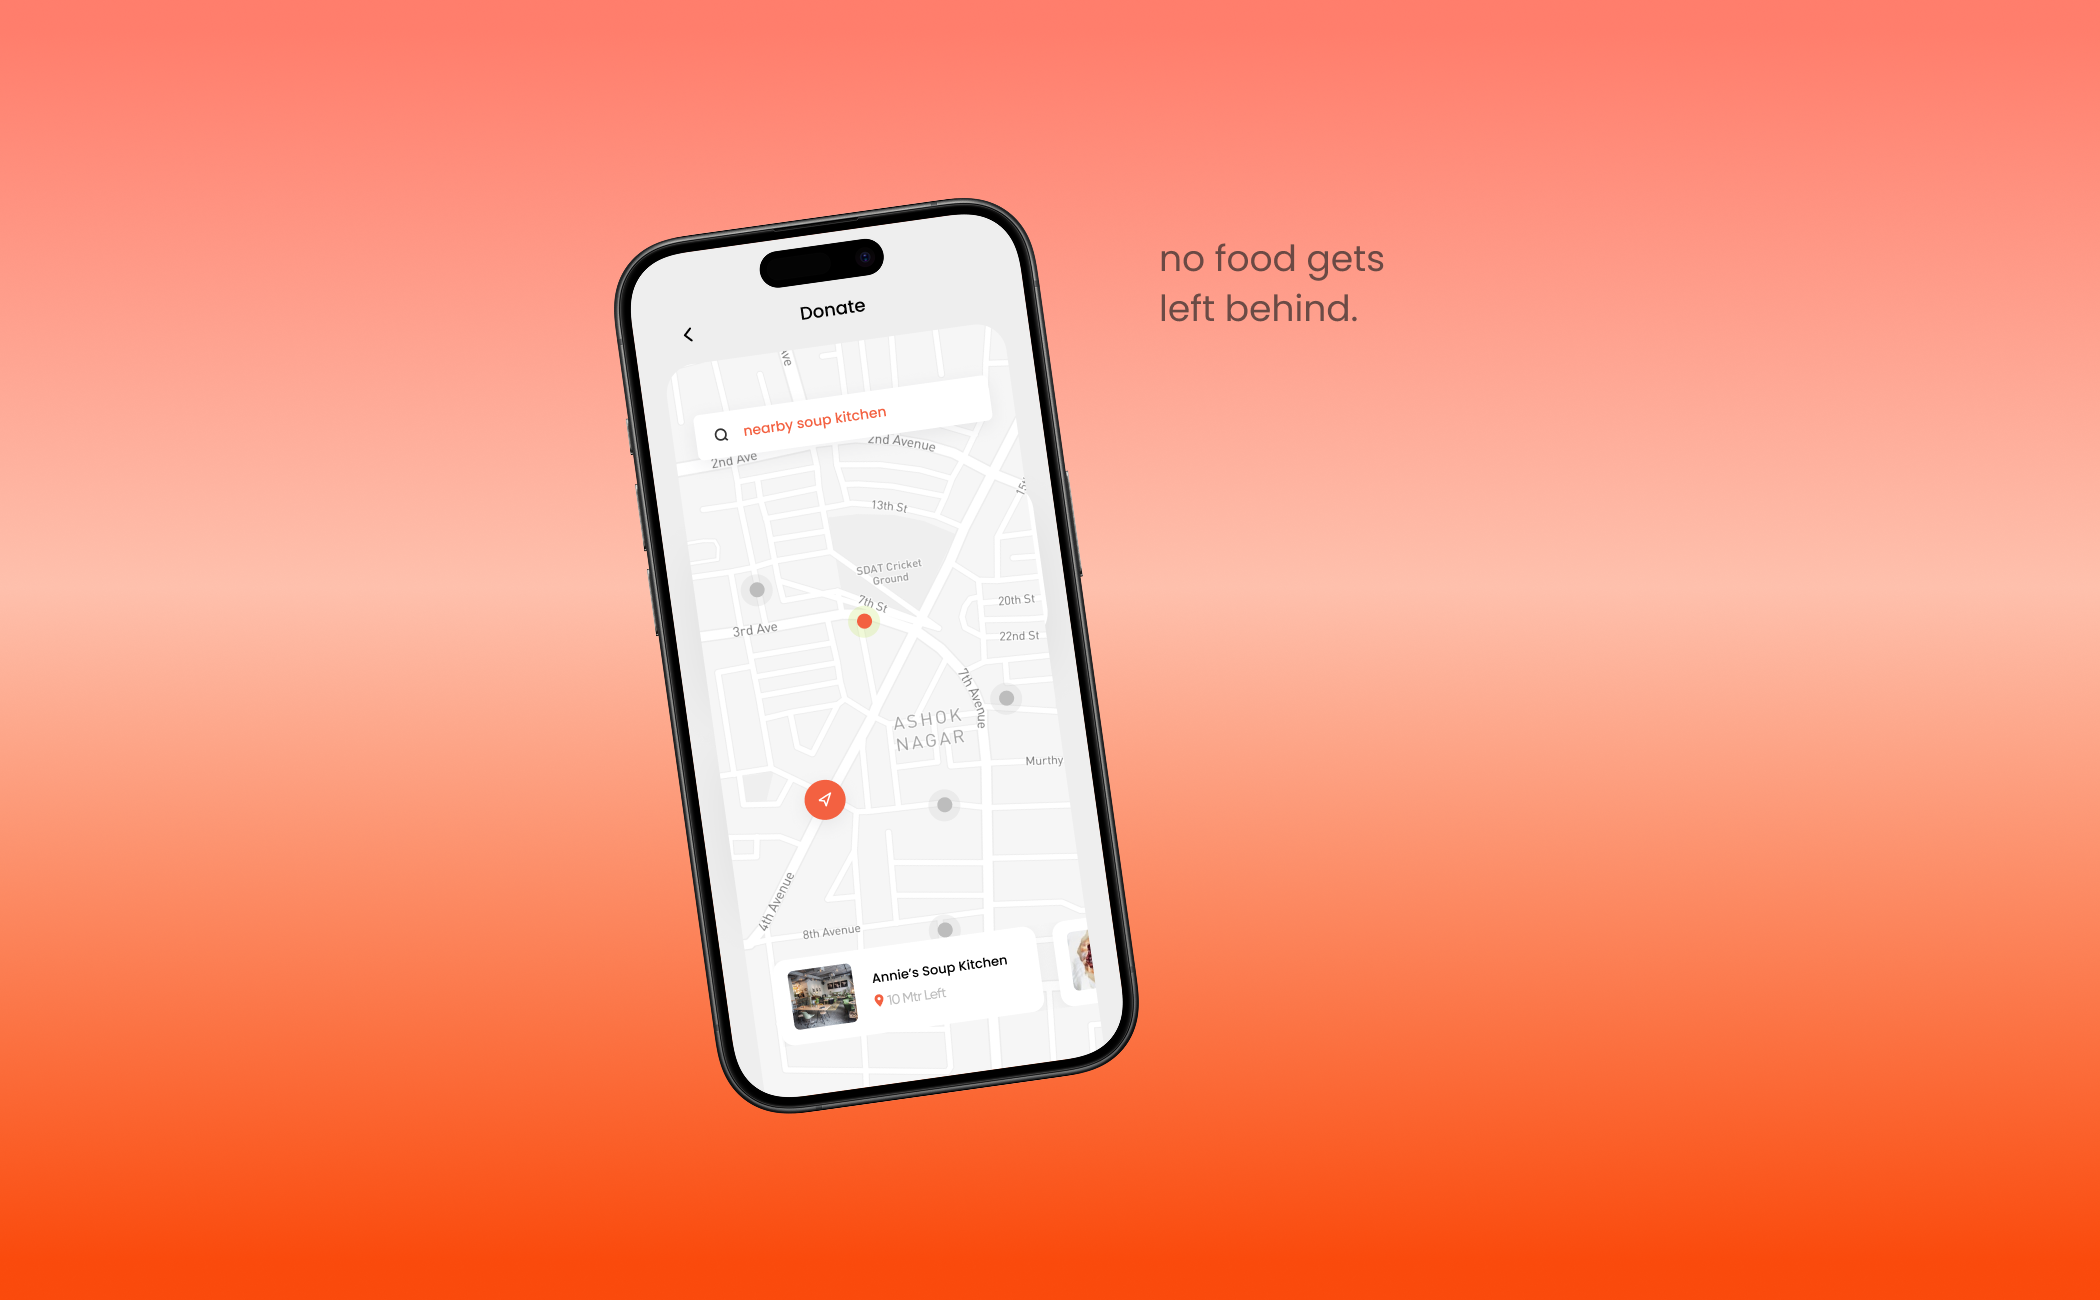 no food gets
left behind.
Donate
nearby soup kitchen
2nd Avenue
2nd Ave
13th St
SDAT Cricket
Ground
7th St
20th St
3rd Ave
22nd St
7th Avenue
ASHOK
NAGAR
Murthy
4th Avenue
8th Avenue
Annie's Soup Kitchen
10 Mtr Left